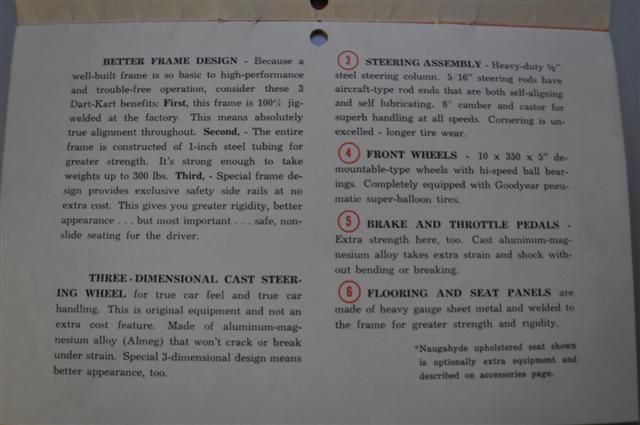 BETTER FRAME DESIGN - Because a
well-built frame is so basic to high-performance
and trouble-free operation, consider these 3
Dart-Kart benefits: First, this frame is 100% jig-
welded at the factory. This means absolutely
true alignment throughout. Second, - The entire
frame is constructed of 1-inch steel tubing for
greater strength. It's strong enough to take
weights up to 300 lbs. Third, - Special frame de-
sign provides exclusive safety side rails at no
extra cost. This gives you greater rigidity, better
appearance . . . but most important . . . safe, non-
slide seating for the driver.
THREE-DIMENSIONAL CAST STEER-
ING WHEEL for true car feel and true car
handling. This is original equipment and not an
extra cost feature. Made of aluminum-mag-
nesium alloy (Almeg) that won't crack or break
under strain. Special 3-dimensional design means
better appearance, too.
3 STEERING ASSEMBLY - Heavy-duty ½"
steel steering column. 5/16" steering rods have
aircraft-type rod ends that are both self-aligning
and self lubricating. 8° camber and castor for
superb handling at all speeds. Cornering is un-
excelled - longer tire wear.
4 FRONT WHEELS - 10 x 350 x 5" de-
mountable-type wheels with hi-speed ball bear-
ings. Completely equipped with Goodyear pneu-
matic super-balloon tires.
5 BRAKE AND THROTTLE PEDALS -
Extra strength here, too. Cast aluminum-mag-
nesium alloy takes extra strain and shock with-
out bending or breaking.
6 FLOORING AND SEAT PANELS are
made of heavy gauge sheet metal and welded to
the frame for greater strength and rigidity.
*Naugahyde upholstered seat shown
is optionally extra equipment and
described on accessories page.